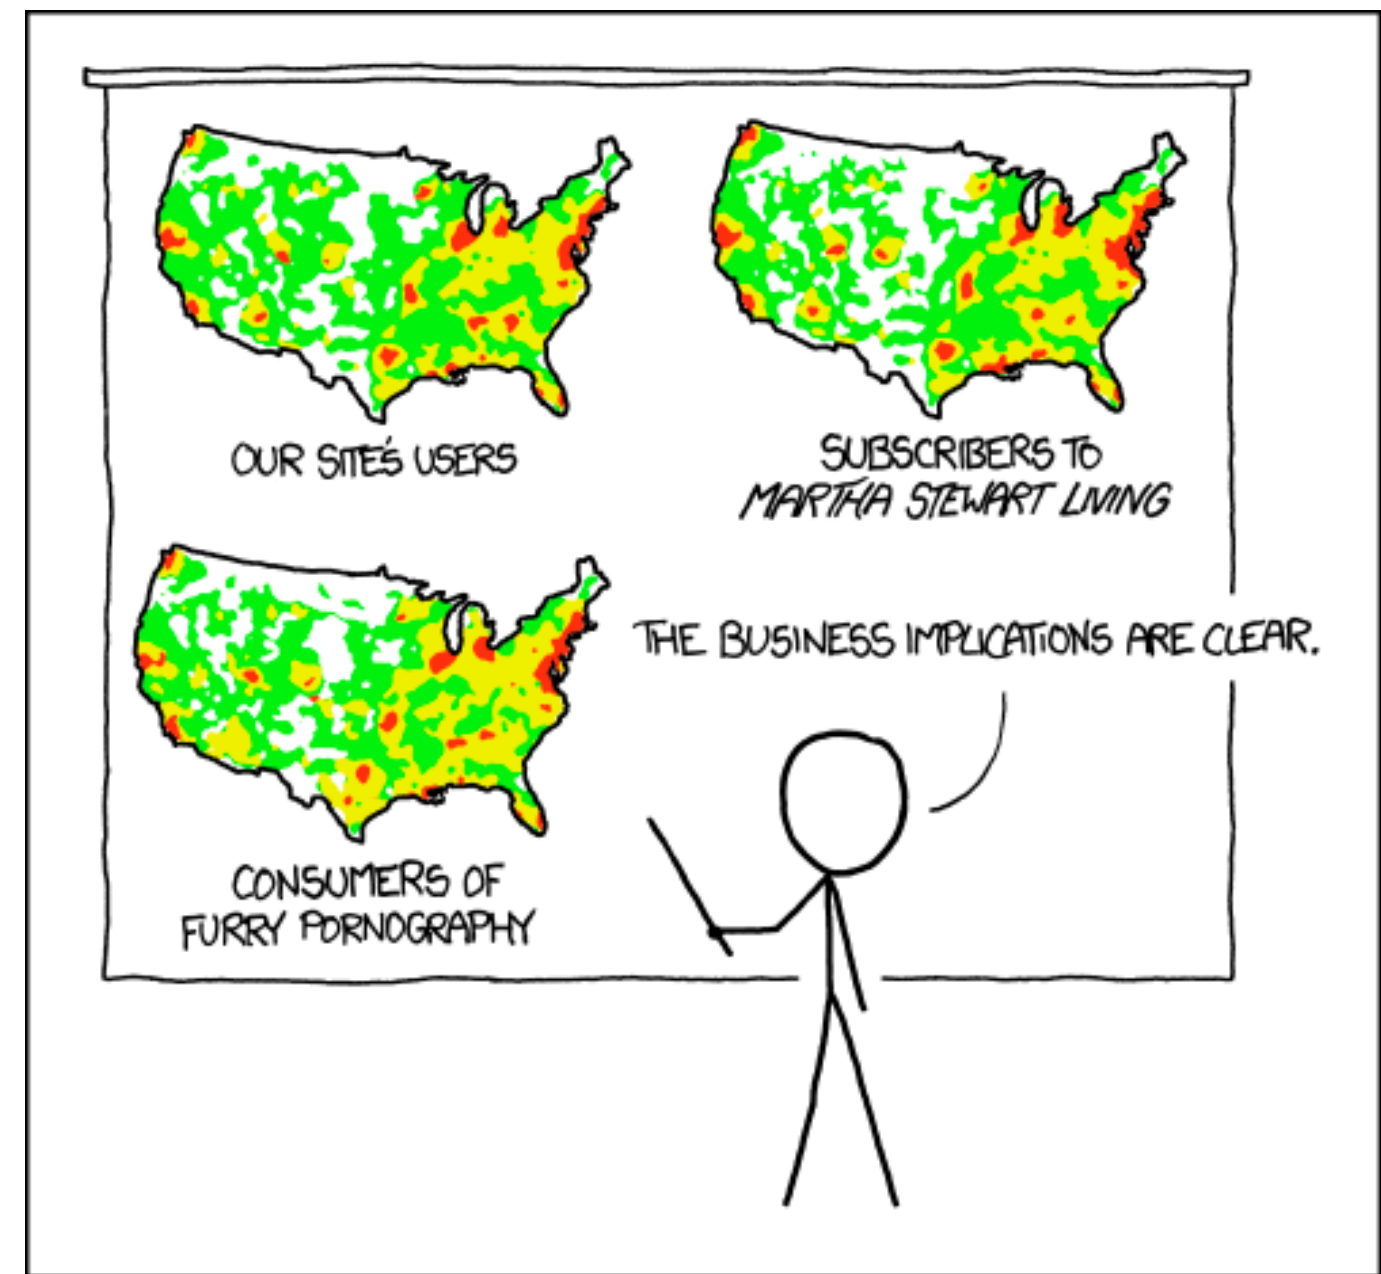 OUR SITE'S USERS
SUBSCRIBERS TO
MARTHA STEWART LIVING
CONSUMERS OF
FURRY PORNOGRAPHY
THE BUSINESS IMPLICATIONS ARE CLEAR.